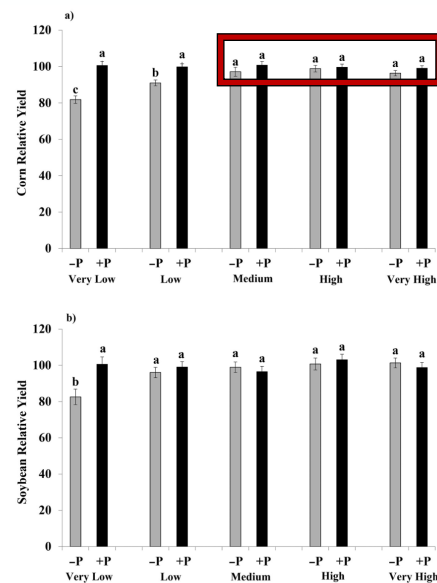 a)
Corn Relative Yield
120
100
80
60
40
20
0
c a b a a a a a a a
−P +P −P +P −P +P −P +P −P +P
Very Low Low Medium High Very High
b)
Soybean Relative Yield
120
100
80
60
40
20
0
b a a a a a a a a a
−P +P −P +P −P +P −P +P −P +P
Very Low Low Medium High Very High